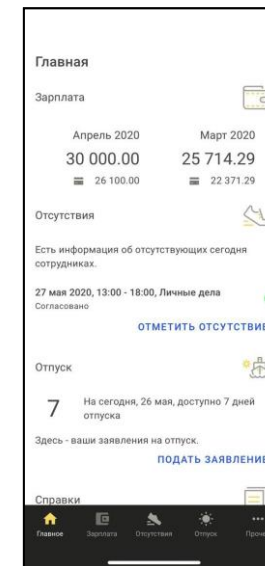 Главная
Зарплата
Апрель 2020 Март 2020
30 000.00 25 714.29
26 100.00 22 371.29
Отсутствия
Есть информация об отсутствующих сегодня
сотрудниках.
27 мая 2020, 13:00 - 18:00, Личные дела
Согласовано
ОТМЕТИТЬ ОТСУТСТВИЕ
Отпуск
7
На сегодня, 26 мая, доступно 7 дней
отпуска
Здесь - ваши заявления на отпуск.
ПОДАТЬ ЗАЯВЛЕНИЕ
Справки
Главное Зарплата Отсутствия Отпуск Прочее